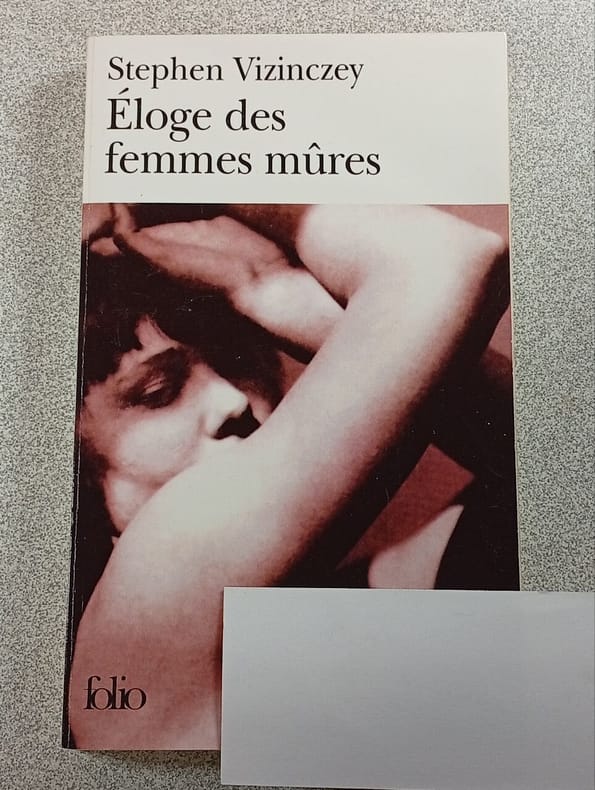 Stephen Vizinczey
Éloge des
femmes mûres
folio